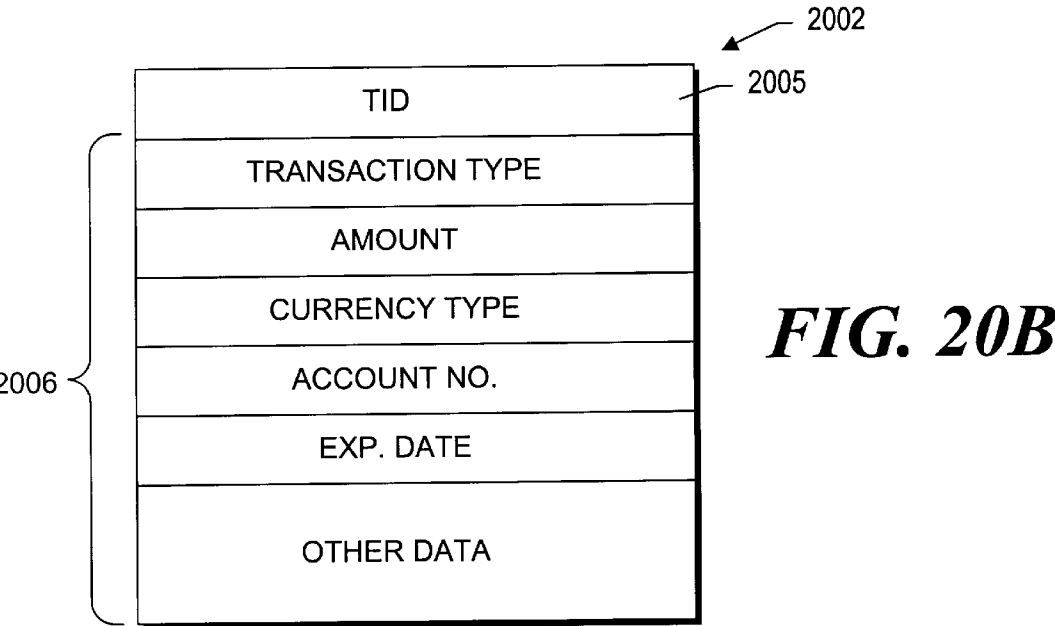 2002
TID
2005
TRANSACTION TYPE
AMOUNT
CURRENCY TYPE
FIG. 20B
2006
ACCOUNT NO.
EXP. DATE
OTHER DATA